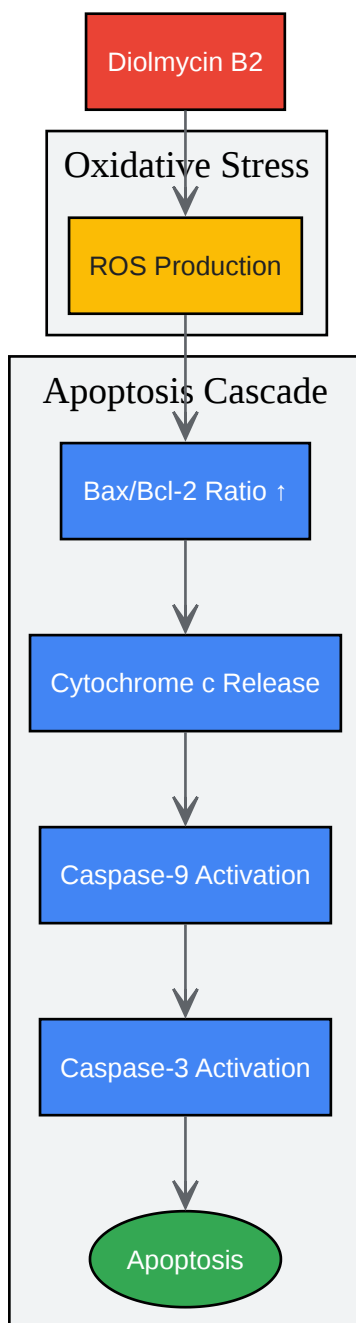 Diolmycin B2
Oxidative Stress
ROS Production
Apoptosis Cascade
Bax/Bcl-2 Ratio ↑
Cytochrome c Release
Caspase-9 Activation
Caspase-3 Activation
Apoptosis